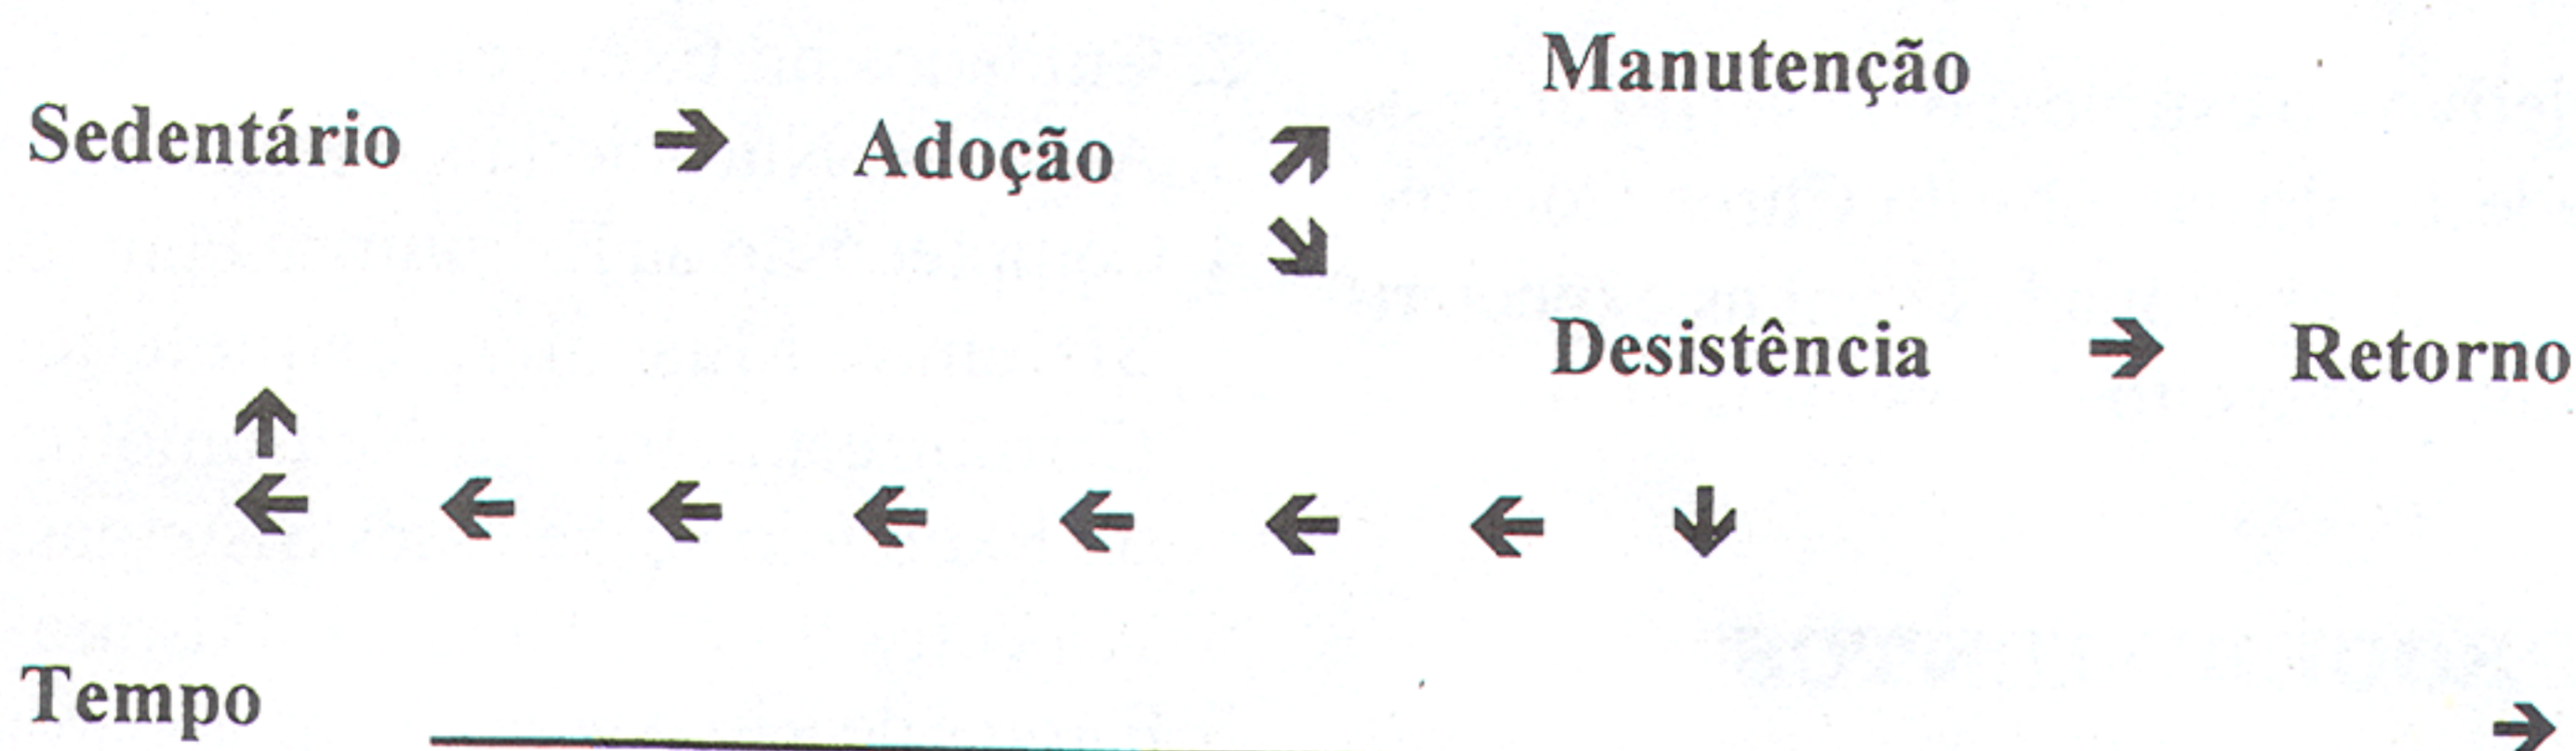 Manutenção
Sedentário Adoção
Desistência Retorno
Tempo